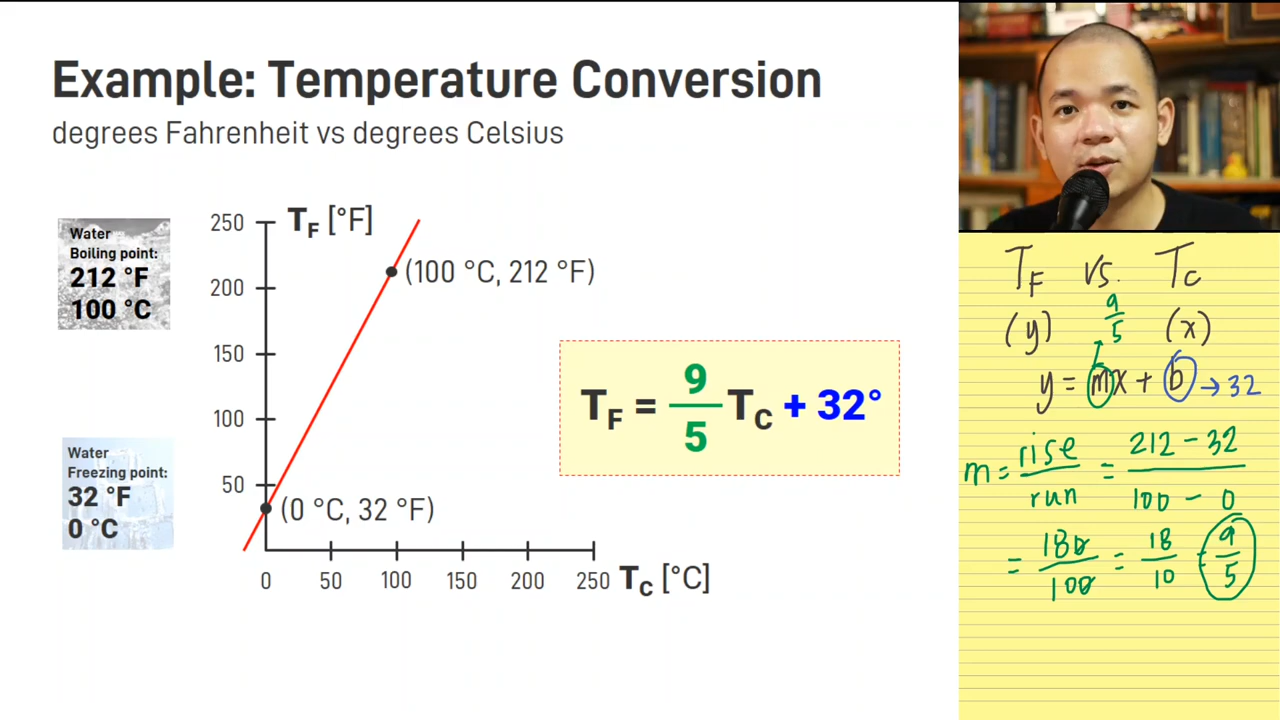 Example: Temperature Conversion
degrees Fahrenheit vs degrees Celsius
Water
Boiling point:
212 °F
100 °C
Water
Freezing point:
32 °F
0 °C
T_F [°F]
250
200
150
100
50
(100 °C, 212 °F)
(0 °C, 32 °F)
0 50 100 150 200 250 T_C [°C]
T_F = 9/5 T_C + 32°
T_F vs. T_C
(y) 9/5 (x)
y = mx + b → 32
m = rise/run = (212 - 32)/(100 - 0)
= 180/100 = 18/10 = 9/5